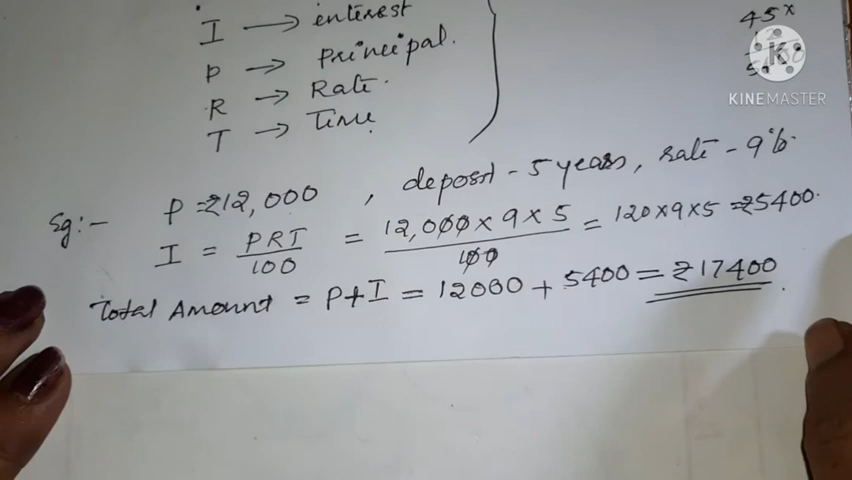 I → interest
P → Principal.
R → Rate.
T → Time
45 x
KINEMASTER
Eg:- P = ₹12,000 , deposit - 5 years, rate - 9%.
I = PRT/100 = 12,000 x 9 x 5/100 = 120 x 9 x 5 = ₹5400.
Total Amount = P+I = 12000 + 5400 = ₹17400.